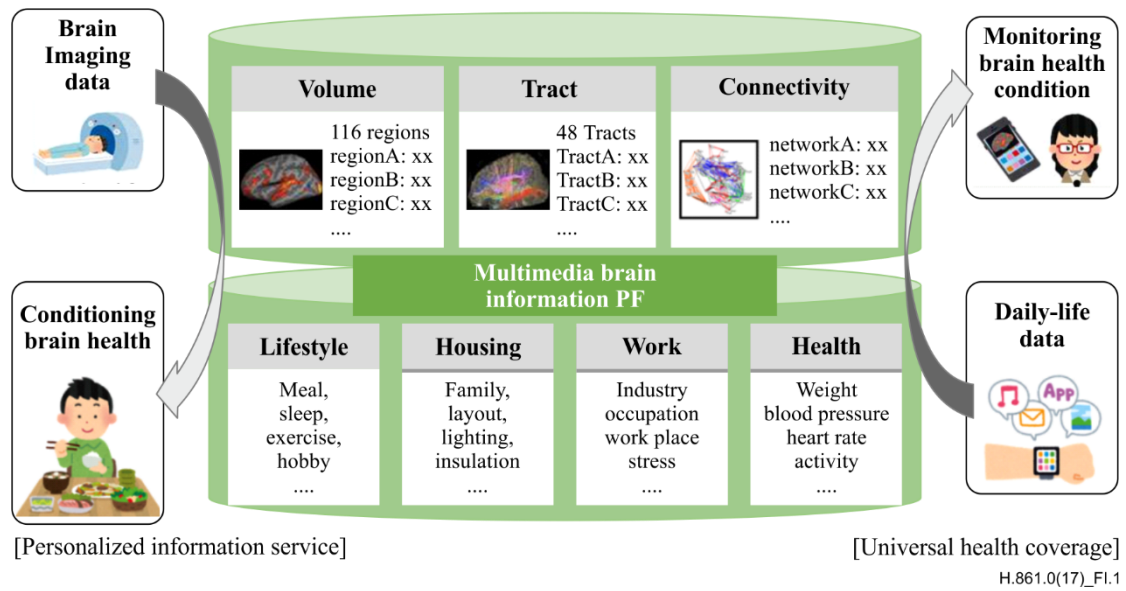 Brain
Imaging
data
Volume
116 regions
regionA: xx
regionB: xx
regionC: xx
....
Tract
48 Tracts
TractA: xx
TractB: xx
TractC: xx
....
Connectivity
networkA: xx
networkB: xx
networkC: xx
....
Monitoring
brain health
condition
Multimedia brain
information PF
Conditioning
brain health
Lifestyle
Meal,
sleep,
exercise,
hobby
....
Housing
Family,
layout,
lighting,
insulation
....
Work
Industry
occupation
work place
stress
....
Health
Weight
blood pressure
heart rate
activity
....
Daily-life
data
App
[Personalized information service]
[Universal health coverage]
H.861.0(17)_FI.1